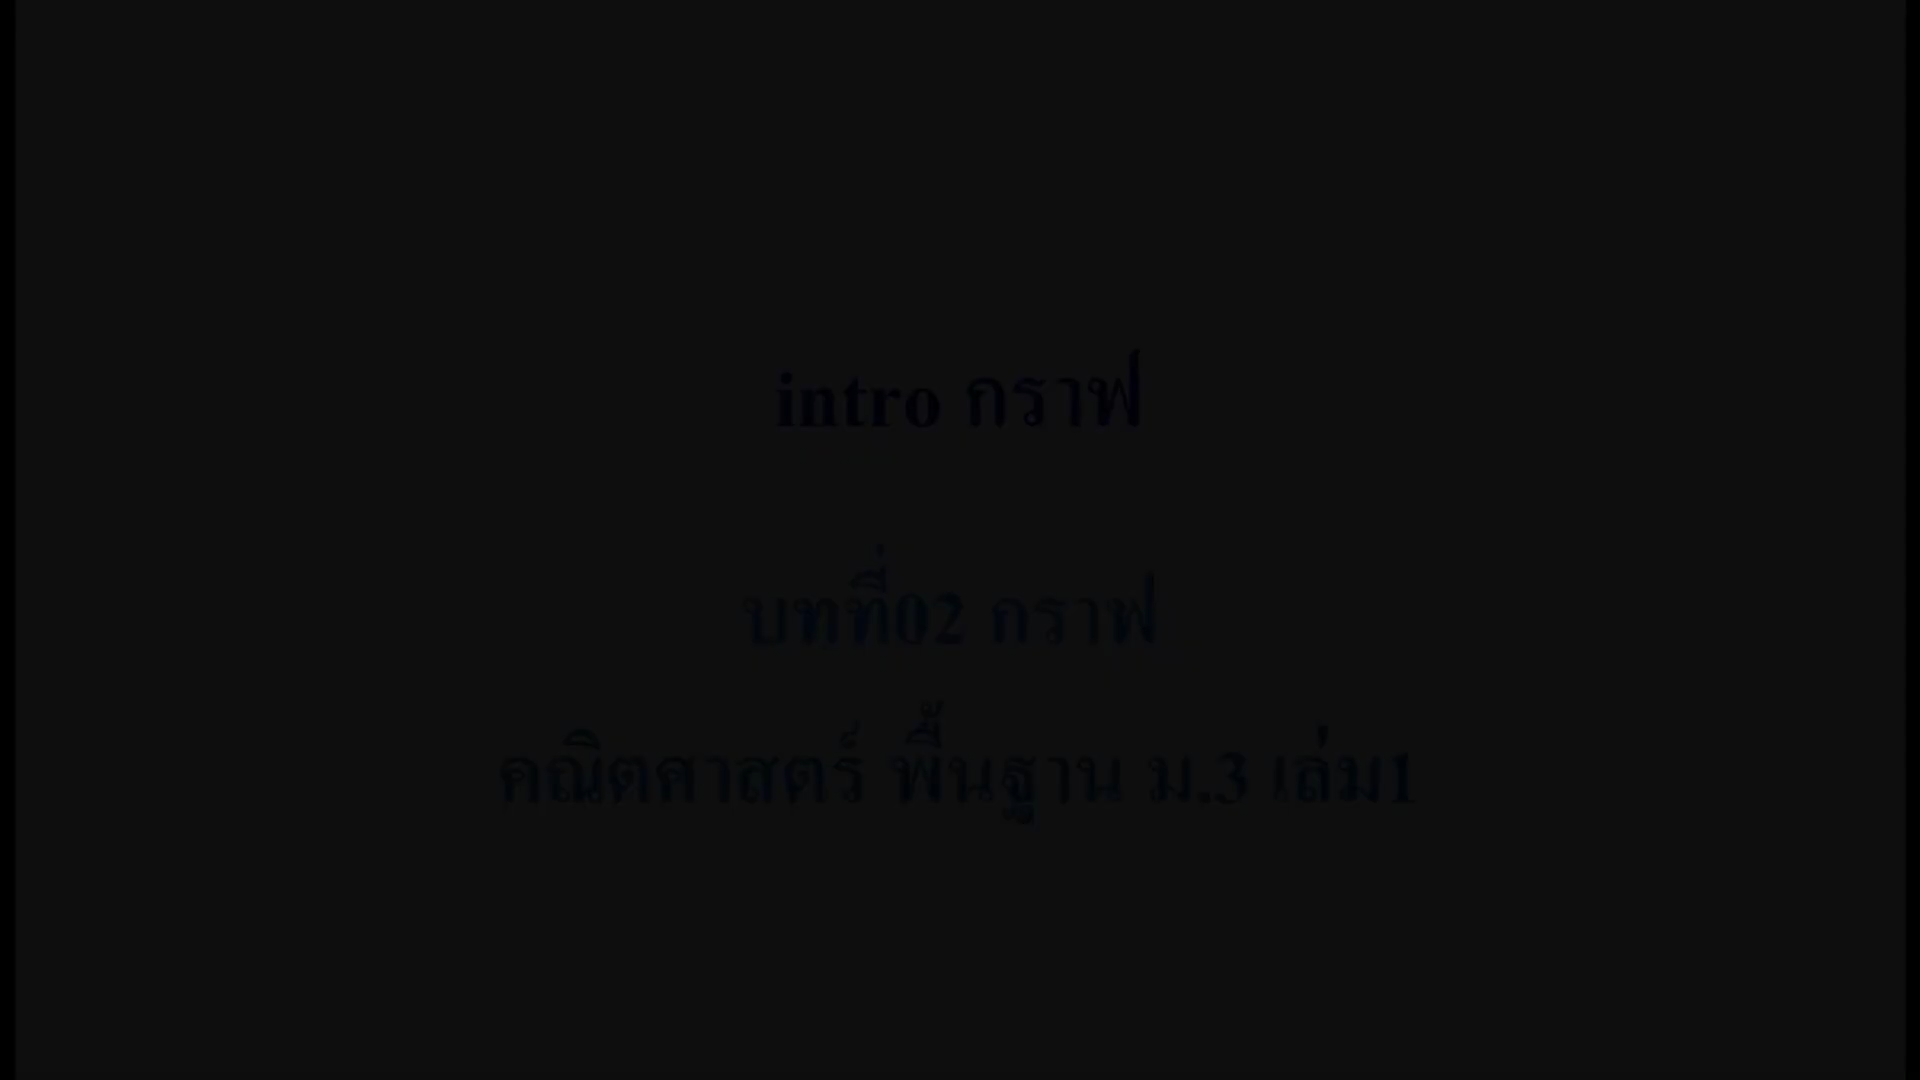 intro กราฟ
บทที่02 กราฟ
คณิตศาสตร์ พื้นฐาน ม.3 เล่ม1